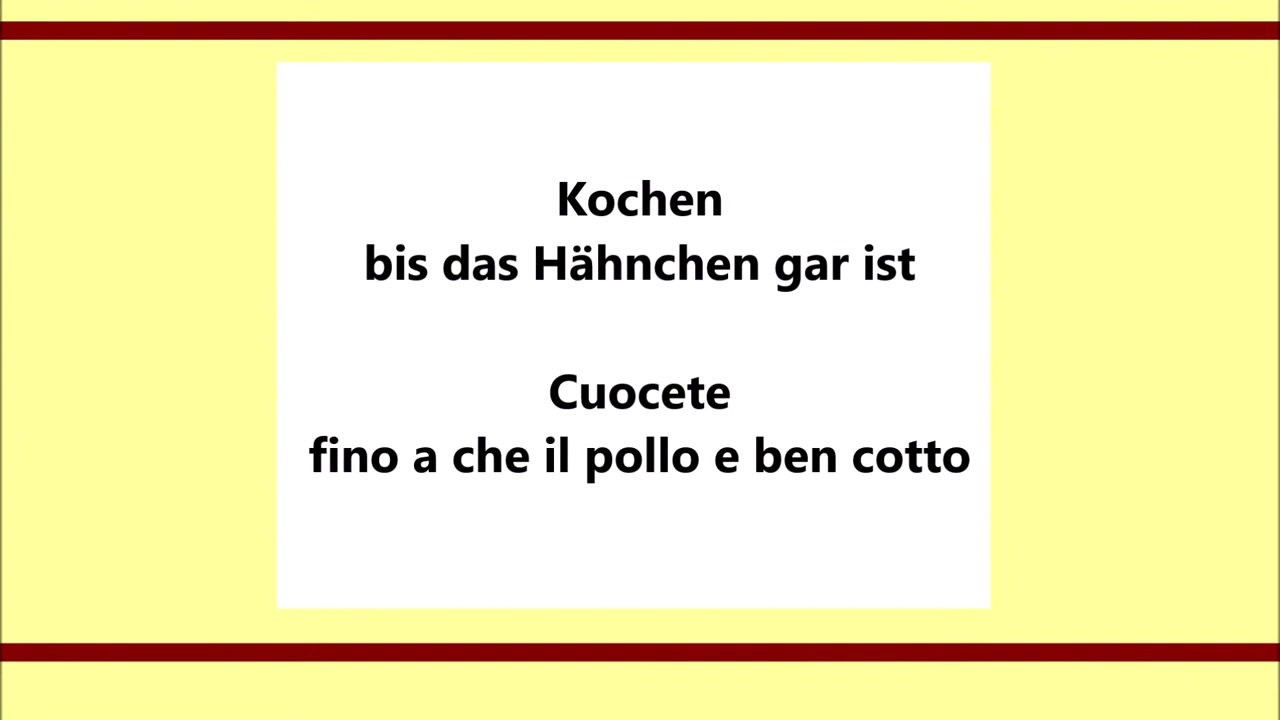 Kochen
bis das Hähnchen gar ist
Cuocete
fino a che il pollo e ben cotto